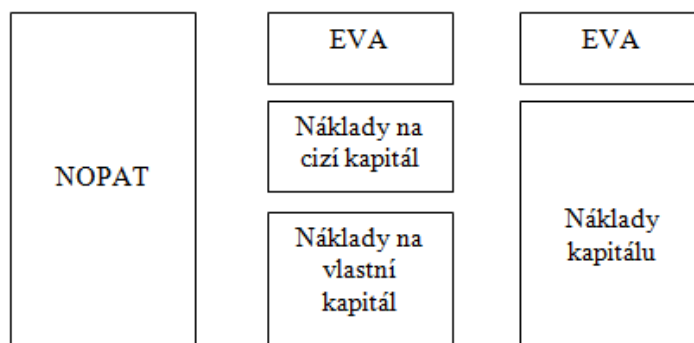 NOPAT
EVA
Náklady na
cizí kapitál
Náklady na
vlastní
kapitál
EVA
Náklady
kapitálu